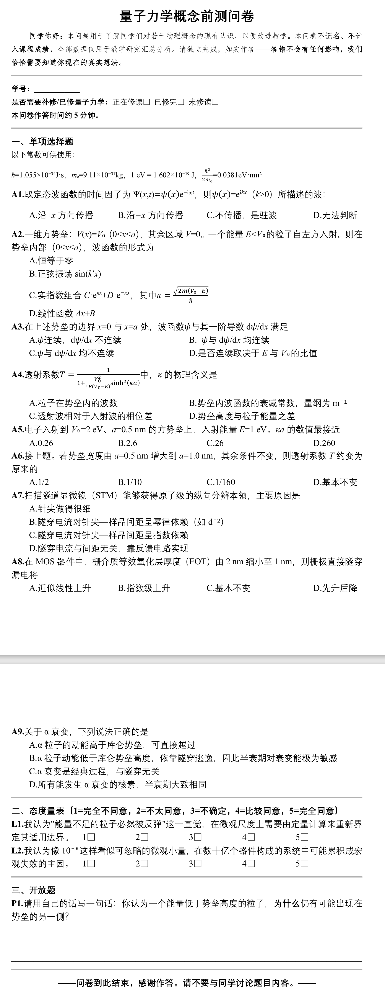 量子力学概念前测问卷
同学你好：本问卷用于了解同学们对若干物理概念的现有认识，以便改进教学。本问卷不记名、不计
入课程成绩，全部数据仅用于教学研究汇总分析。请独立完成，如实作答——答错不会有任何影响，我们
恰恰需要知道你现在的真实想法。
学号：___________
是否需要补修/已修量子力学：正在修读□ 已修完□ 未修读□
本问卷作答时间约 5 分钟。
一、单项选择题
以下常数可供使用：
ℏ=1.055×10⁻³⁴J·s，mₑ=9.11×10⁻³¹kg，1 eV = 1.602×10⁻¹⁹ J，ℏ²/2mₑ=0.0381eV·nm²
A1.取定态波函数的时间因子为 Ψ(x,t)=ψ(x)e⁻ⁱωᵗ，则ψ(x)=eⁱᵏˣ（k>0）所描述的波：
A.沿+x 方向传播 B.沿−x 方向传播 C.不传播，是驻波 D.无法判断
A2.一维方势垒：V(x)=V₀（0<x<a），其余区域 V=0。一个能量 E<V₀的粒子自左方入射。则在
势垒内部（0<x<a），波函数的形式为
A.恒等于零
B.正弦振荡 sin(k′x)
C.实指数组合 C·e^κx+D·e^−κx，其中κ = √(2m(V₀−E))/ℏ
D.线性函数 Ax+B
A3.在上述势垒的边界 x=0 与 x=a 处，波函数ψ与其一阶导数 dψ/dx 满足
A.ψ连续，dψ/dx 不连续 B. ψ与 dψ/dx 均连续
C.ψ与 dψ/dx 均不连续 D.是否连续取决于 E 与 V₀的比值
A4.透射系数T = 1/(1+V₀²/(4E(V₀−E)) sinh²(κa))中，κ 的物理含义是
A.粒子在势垒内的波数 B.势垒内波函数的衰减常数，量纲为 m⁻¹
C.透射波相对于入射波的相位差 D.势垒高度与粒子能量之差
A5.电子入射到 V₀=2 eV、a=0.5 nm 的方势垒上，入射能量 E=1 eV。κa 的数值最接近
A.0.26 B.2.6 C.26 D.260
A6.接上题。若势垒宽度由 a=0.5 nm 增大到 a=1.0 nm，其余条件不变，则透射系数 T 约变为
原来的
A.1/2 B.1/10 C.1/160 D.基本不变
A7.扫描隧道显微镜（STM）能够获得原子级的纵向分辨本领，主要原因是
A.针尖做得很细
B.隧穿电流对针尖—样品间距呈幂律依赖（如 d⁻²）
C.隧穿电流对针尖—样品间距呈指数依赖
D.隧穿电流与间距无关，靠反馈电路实现
A8.在 MOS 器件中，栅介质等效氧化层厚度（EOT）由 2 nm 缩小至 1 nm，则栅极直接隧穿
漏电将
A.近似线性上升 B.指数级上升 C.基本不变 D.先升后降
A9.关于 α 衰变，下列说法正确的是
A.α 粒子的动能高于库仑势垒，可直接越过
B.α 粒子动能低于库仑势垒高度，依靠隧穿逃逸，因此半衰期对衰变能极为敏感
C.α 衰变是经典过程，与隧穿无关
D.所有能发生 α 衰变的核素，半衰期大致相同
二、态度量表（1=完全不同意，2=不太同意，3=不确定，4=比较同意，5=完全同意）
L1.我认为"能量不足的粒子必然被反弹"这一直觉，在微观尺度上需要由定量计算来重新界
定其适用边界。 1□ 2□ 3□ 4□ 5□
L2.我认为像 10⁻⁶这样看似可忽略的微观小量，在数十亿个器件构成的系统中可能累积成宏
观失效的主因。 1□ 2□ 3□ 4□ 5□
三、开放题
P1.请用自己的话写一句话：你认为一个能量低于势垒高度的粒子，为什么仍有可能出现在
势垒的另一侧？
——问卷到此结束，感谢作答。请不要与同学讨论题目内容。——